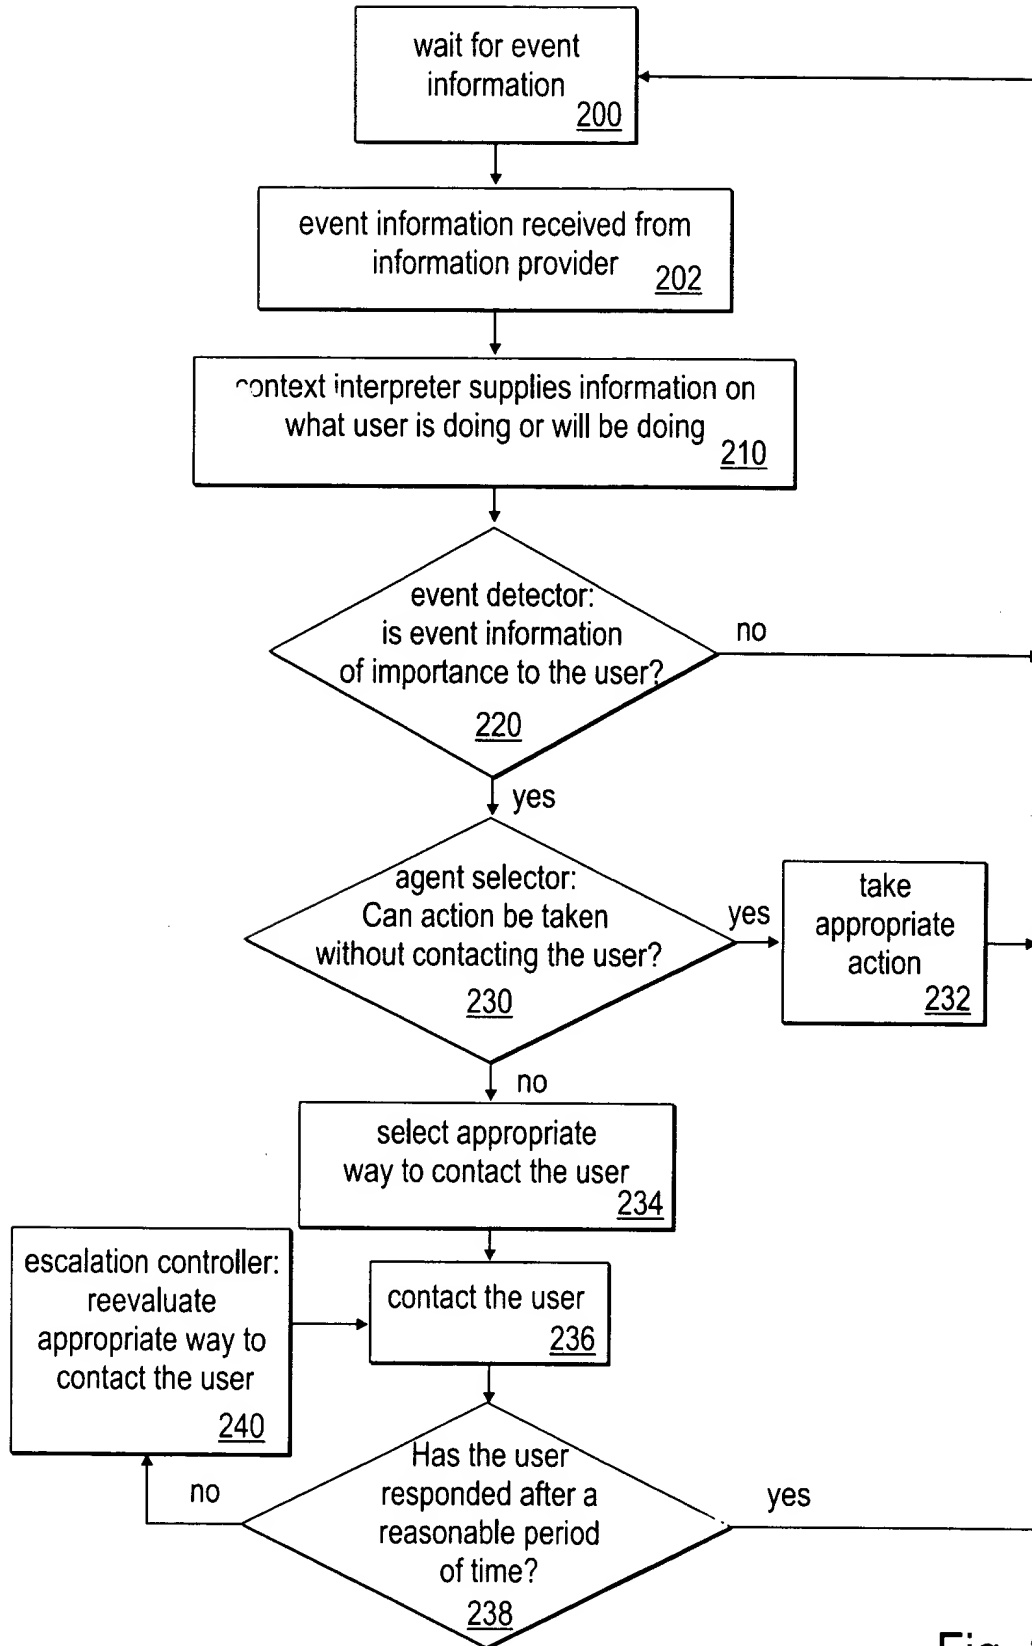 wait for event
information
200
event information received from
information provider
202
context interpreter supplies information on
what user is doing or will be doing
210
event detector:
is event information
of importance to the user?
220
no
yes
agent selector:
Can action be taken
without contacting the user?
230
yes
take
appropriate
action
232
no
select appropriate
way to contact the user
234
escalation controller:
reevaluate
appropriate way to
contact the user
240
contact the user
236
Has the user
responded after a
reasonable period
of time?
238
no
yes
Fig.